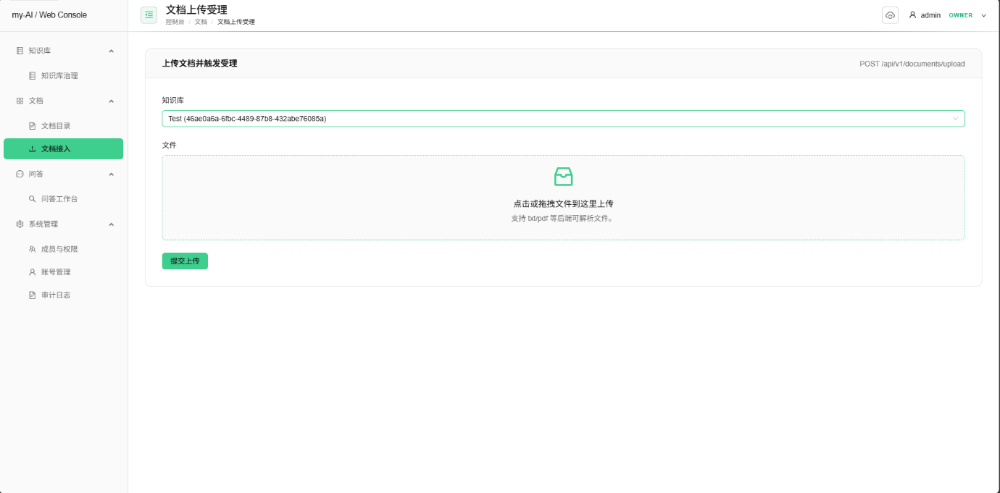 my-AI / Web Console
文档上传受理
控制台 / 文档 / 文档上传受理
admin OWNER
知识库
知识库治理
文档
文档目录
文档接入
问答
问答工作台
系统管理
成员与权限
账号管理
审计日志
上传文档并触发受理
POST /api/v1/documents/upload
知识库
Test (46ae0a6a-6fbc-4489-87b8-432abe76085a)
文件
点击或拖拽文件到这里上传
支持 txt/pdf 等后端可解析文件。
提交上传